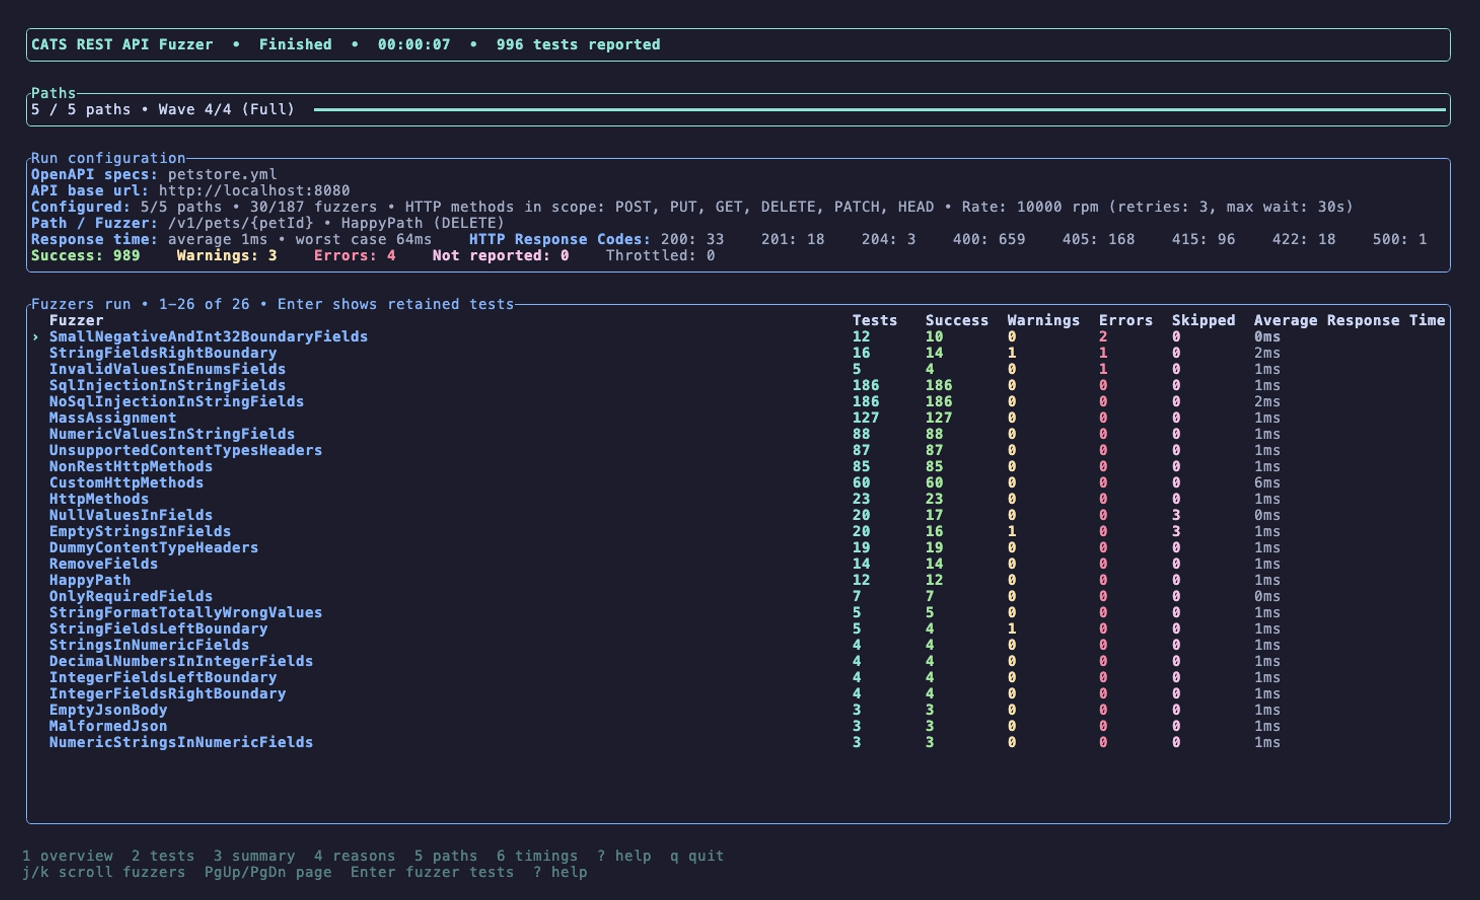 CATS REST API Fuzzer • Finished • 00:00:07 • 996 tests reported
Paths
5 / 5 paths • Wave 4/4 (Full)
Run configuration
OpenAPI specs: petstore.yml
API base url: http://localhost:8080
Configured: 5/5 paths • 30/187 fuzzers • HTTP methods in scope: POST, PUT, GET, DELETE, PATCH, HEAD • Rate: 10000 rpm (retries: 3, max wait: 30s)
Path / Fuzzer: /v1/pets/{petId} • HappyPath (DELETE)
Response time: average 1ms • worst case 64ms HTTP Response Codes: 200: 33 201: 18 204: 3 400: 659 405: 168 415: 96 422: 18 500: 1
Success: 989 Warnings: 3 Errors: 4 Not reported: 0 Throttled: 0
Fuzzers run • 1–26 of 26 • Enter shows retained tests
Fuzzer Tests Success Warnings Errors Skipped Average Response Time
› SmallNegativeAndInt32BoundaryFields 12 10 0 2 0 0ms
StringFieldsRightBoundary 16 14 1 1 0 2ms
InvalidValuesInEnumsFields 5 4 0 1 0 1ms
SqlInjectionInStringFields 186 186 0 0 0 1ms
NoSqlInjectionInStringFields 186 186 0 0 0 2ms
MassAssignment 127 127 0 0 0 1ms
NumericValuesInStringFields 88 88 0 0 0 1ms
UnsupportedContentTypesHeaders 87 87 0 0 0 1ms
NonRestHttpMethods 85 85 0 0 0 1ms
CustomHttpMethods 60 60 0 0 0 6ms
HttpMethods 23 23 0 0 0 1ms
NullValuesInFields 20 17 0 0 3 0ms
EmptyStringsInFields 20 16 1 0 3 1ms
DummyContentTypeHeaders 19 19 0 0 0 1ms
RemoveFields 14 14 0 0 0 1ms
HappyPath 12 12 0 0 0 1ms
OnlyRequiredFields 7 7 0 0 0 0ms
StringFormatTotallyWrongValues 5 5 0 0 0 1ms
StringFieldsLeftBoundary 5 4 1 0 0 1ms
StringsInNumericFields 4 4 0 0 0 1ms
DecimalNumbersInIntegerFields 4 4 0 0 0 1ms
IntegerFieldsLeftBoundary 4 4 0 0 0 1ms
IntegerFieldsRightBoundary 4 4 0 0 0 1ms
EmptyJsonBody 3 3 0 0 0 1ms
MalformedJson 3 3 0 0 0 1ms
NumericStringsInNumericFields 3 3 0 0 0 1ms
1 overview 2 tests 3 summary 4 reasons 5 paths 6 timings ? help q quit
j/k scroll fuzzers PgUp/PgDn page Enter fuzzer tests ? help